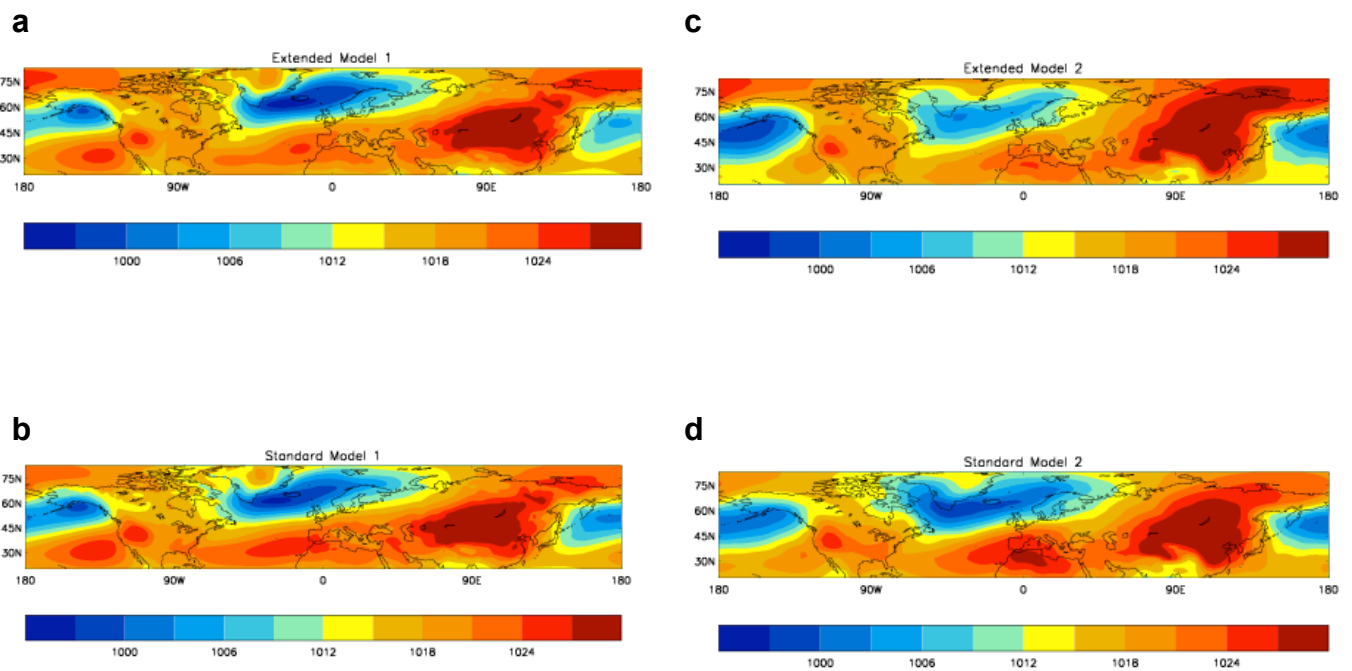 a
Extended Model 1
75N
60N
45N
30N
180 90W 0 90E 180
1000 1006 1012 1018 1024
b
Standard Model 1
75N
60N
45N
30N
180 90W 0 90E 180
1000 1006 1012 1018 1024
c
Extended Model 2
75N
60N
45N
30N
180 90W 0 90E 180
1000 1006 1012 1018 1024
d
Standard Model 2
75N
60N
45N
30N
180 90W 0 90E 180
1000 1006 1012 1018 1024